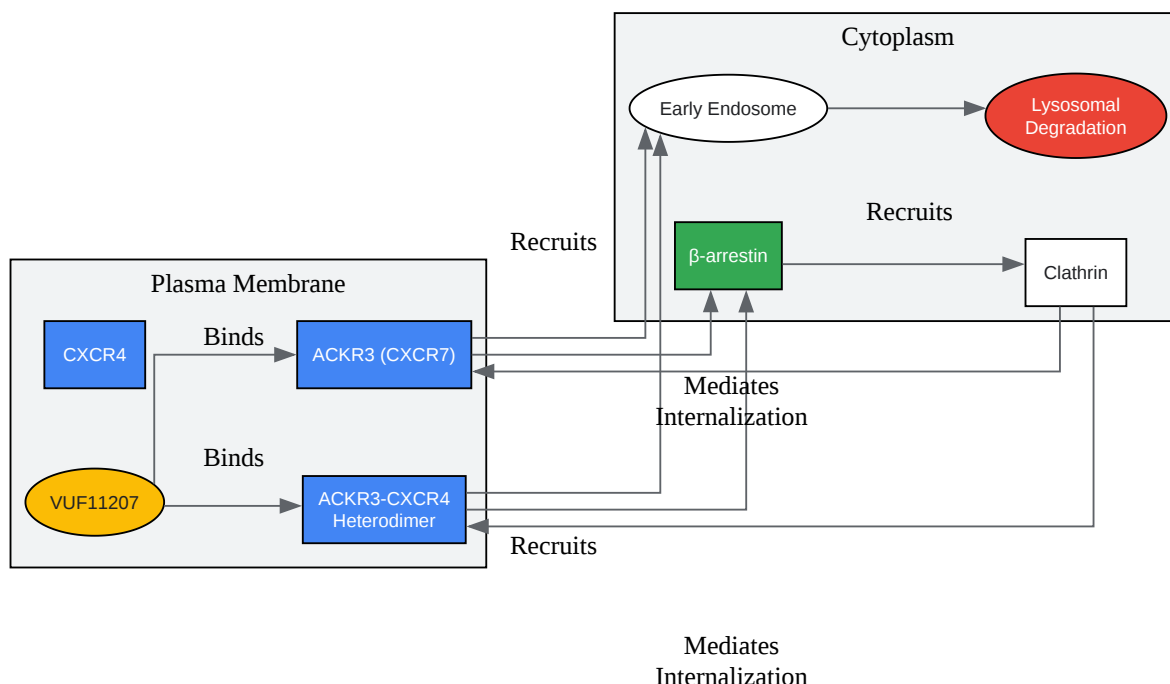 Cytoplasm
Early Endosome
Lysosomal
Degradation
Recruits
Recruits
β-arrestin
Clathrin
Plasma Membrane
Binds
CXCR4
ACKR3 (CXCR7)
Mediates
Internalization
Binds
VUF11207
ACKR3-CXCR4
Heterodimer
Recruits
Mediates
Internalization